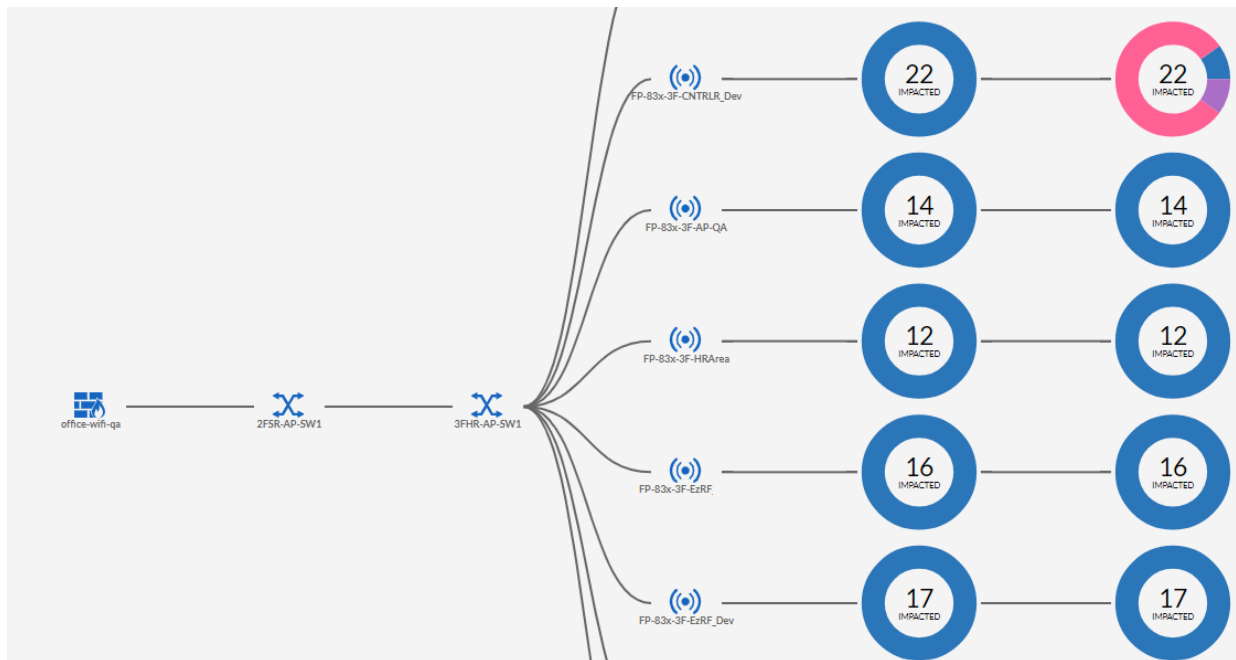 FP-83x-3F-CNTRLR_Dev
22
IMPACTED
22
IMPACTED
FP-83x-3F-AP-QA
14
IMPACTED
14
IMPACTED
FP-83x-3F-HRArea
12
IMPACTED
12
IMPACTED
office-wifi-qa
2FSR-AP-SW1
3FHR-AP-SW1
FP-83x-3F-EzRF_
16
IMPACTED
16
IMPACTED
FP-83x-3F-EzRF_Dev
17
IMPACTED
17
IMPACTED